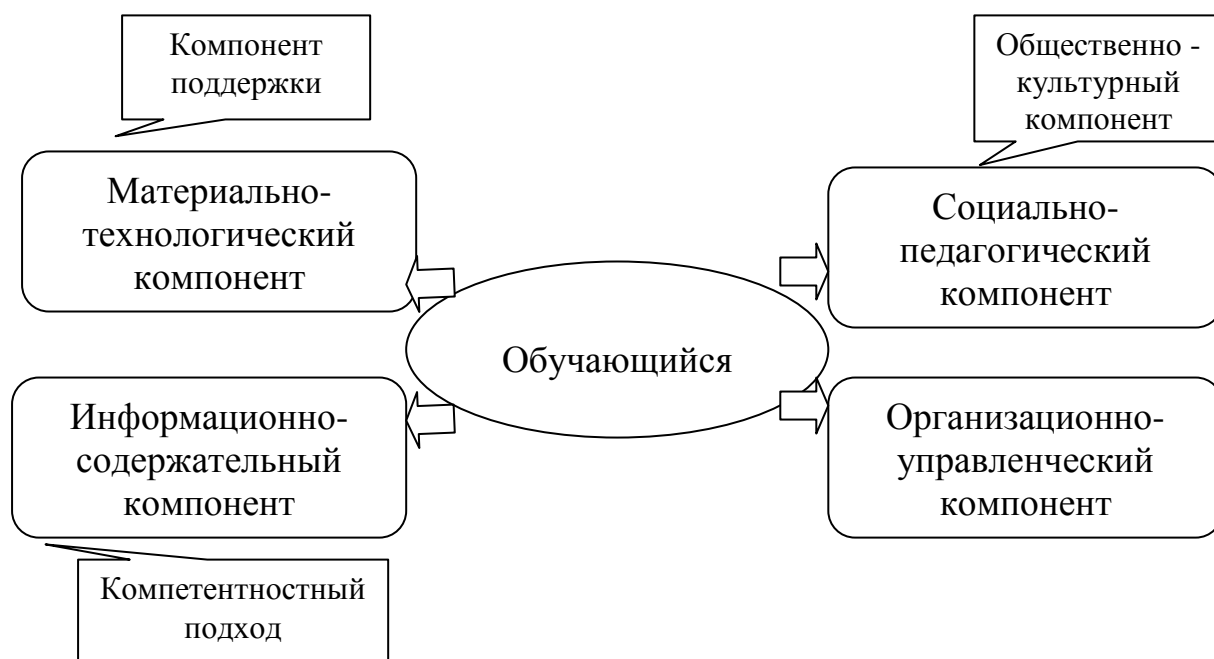 Компонент
поддержки
Общественно -
культурный
компонент
Материально-
технологический
компонент
Социально-
педагогический
компонент
Обучающийся
Информационно-
содержательный
компонент
Организационно-
управленческий
компонент
Компетентностный
подход